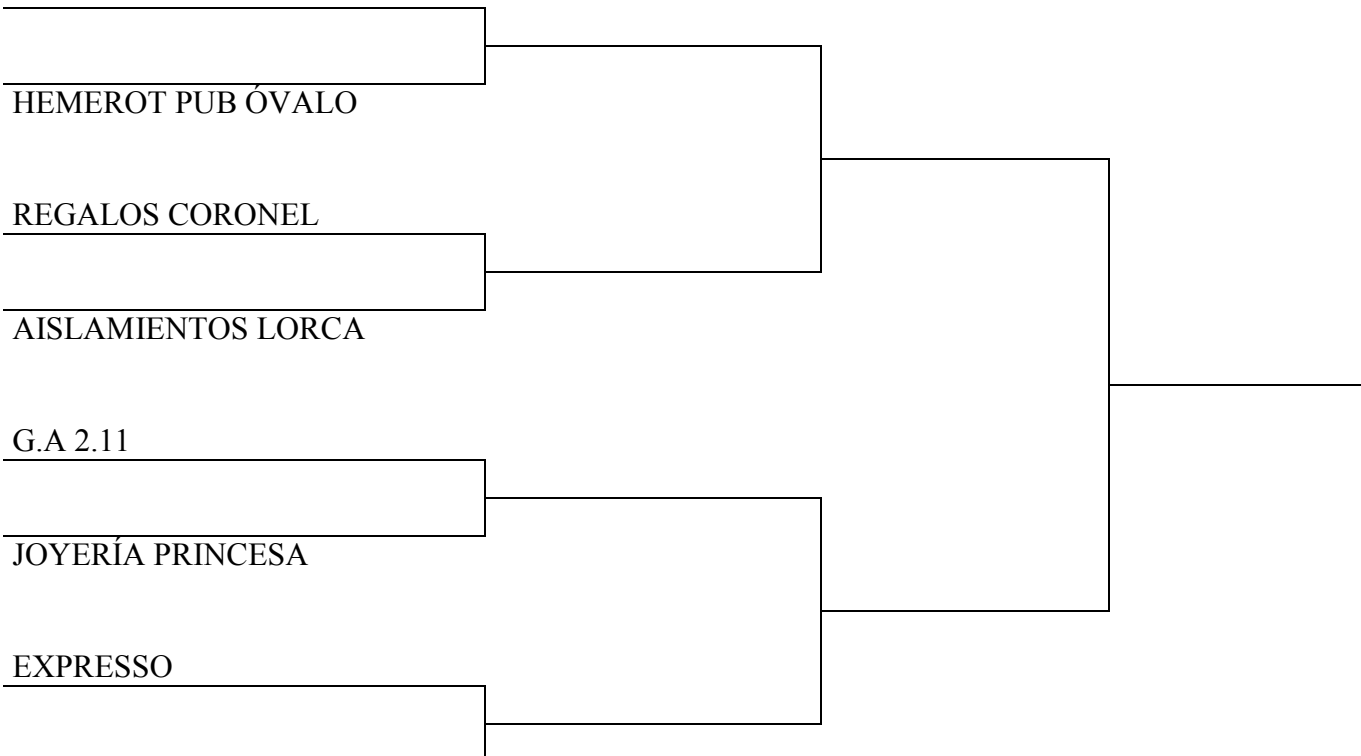 HEMEROT PUB ÓVALO
REGALOS CORONEL
AISLAMIENTOS LORCA
G.A 2.11
JOYERÍA PRINCESA
EXPRESSO